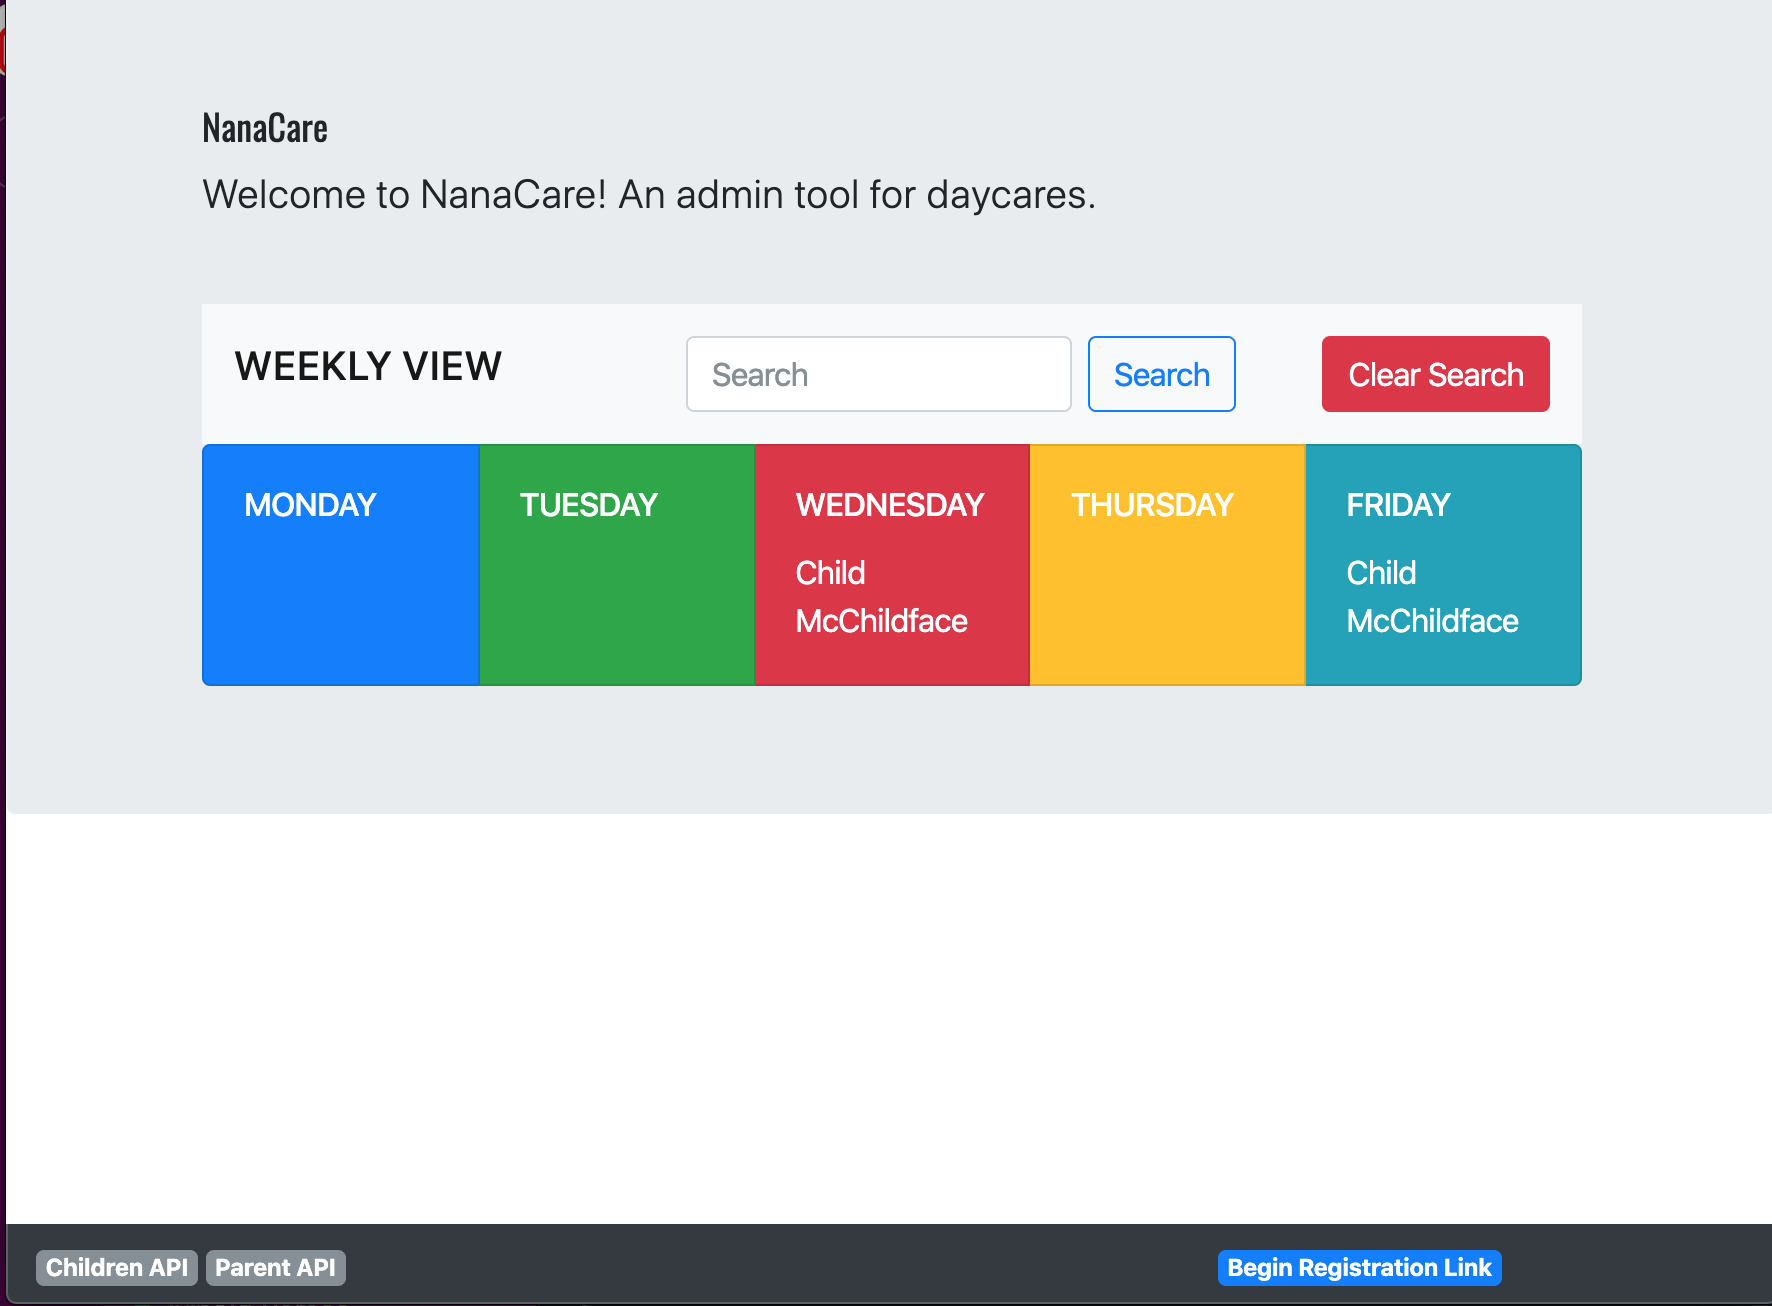 NanaCare
Welcome to NanaCare! An admin tool for daycares.
WEEKLY VIEW
Search
Search
Clear Search
MONDAY
TUESDAY
WEDNESDAY
Child
McChildface
THURSDAY
FRIDAY
Child
McChildface
Children API
Parent API
Begin Registration Link